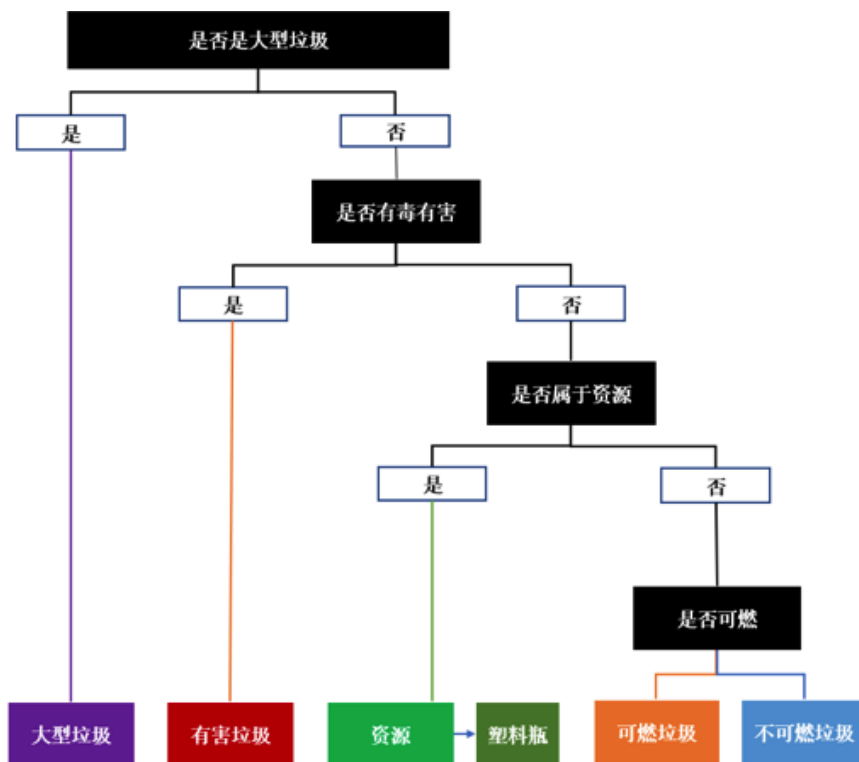 是否是大型垃圾
是
否
是否有毒有害
是
否
是否属于资源
是
否
是否可燃
大型垃圾
有害垃圾
资源
塑料瓶
可燃垃圾
不可燃垃圾